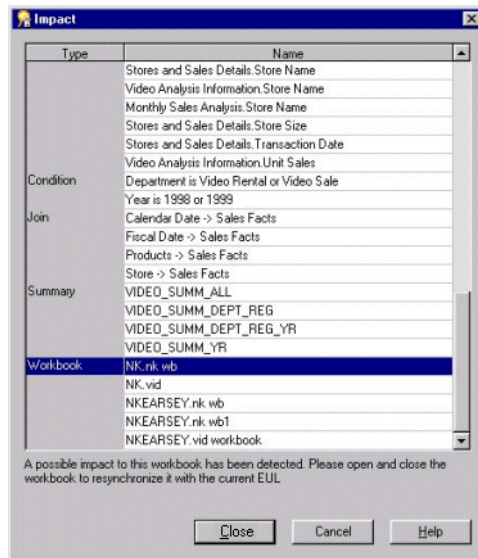 Impact
Type Name
Stores and Sales Details.Store Name
Video Analysis Information.Store Name
Monthly Sales Analysis.Store Name
Stores and Sales Details.Store Size
Stores and Sales Details.Transaction Date
Video Analysis Information.Unit Sales
Condition Department is Video Rental or Video Sale
Year is 1998 or 1999
Join Calendar Date -> Sales Facts
Fiscal Date -> Sales Facts
Products -> Sales Facts
Store -> Sales Facts
Summary VIDEO_SUMM_ALL
VIDEO_SUMM_DEPT_REG
VIDEO_SUMM_DEPT_REG_YR
VIDEO_SUMM_YR
Workbook NK.nk wb
NK.vid
NKEARSEY.nk wb
NKEARSEY.nk wb1
NKEARSEY.vid workbook
A possible impact to this workbook has been detected. Please open and close the
workbook to resynchronize it with the current EUL
Close Cancel Help